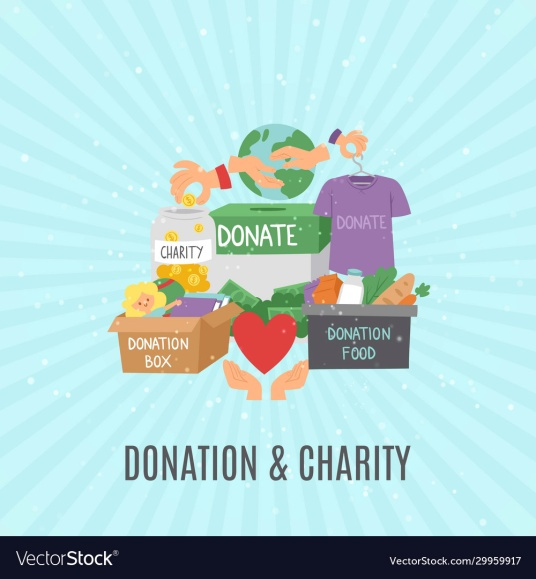 DONATE
DONATE
CHARITY
DONATION
BOX
DONATION
FOOD
DONATION & CHARITY
VectorStock®
VectorStock.com/29959917